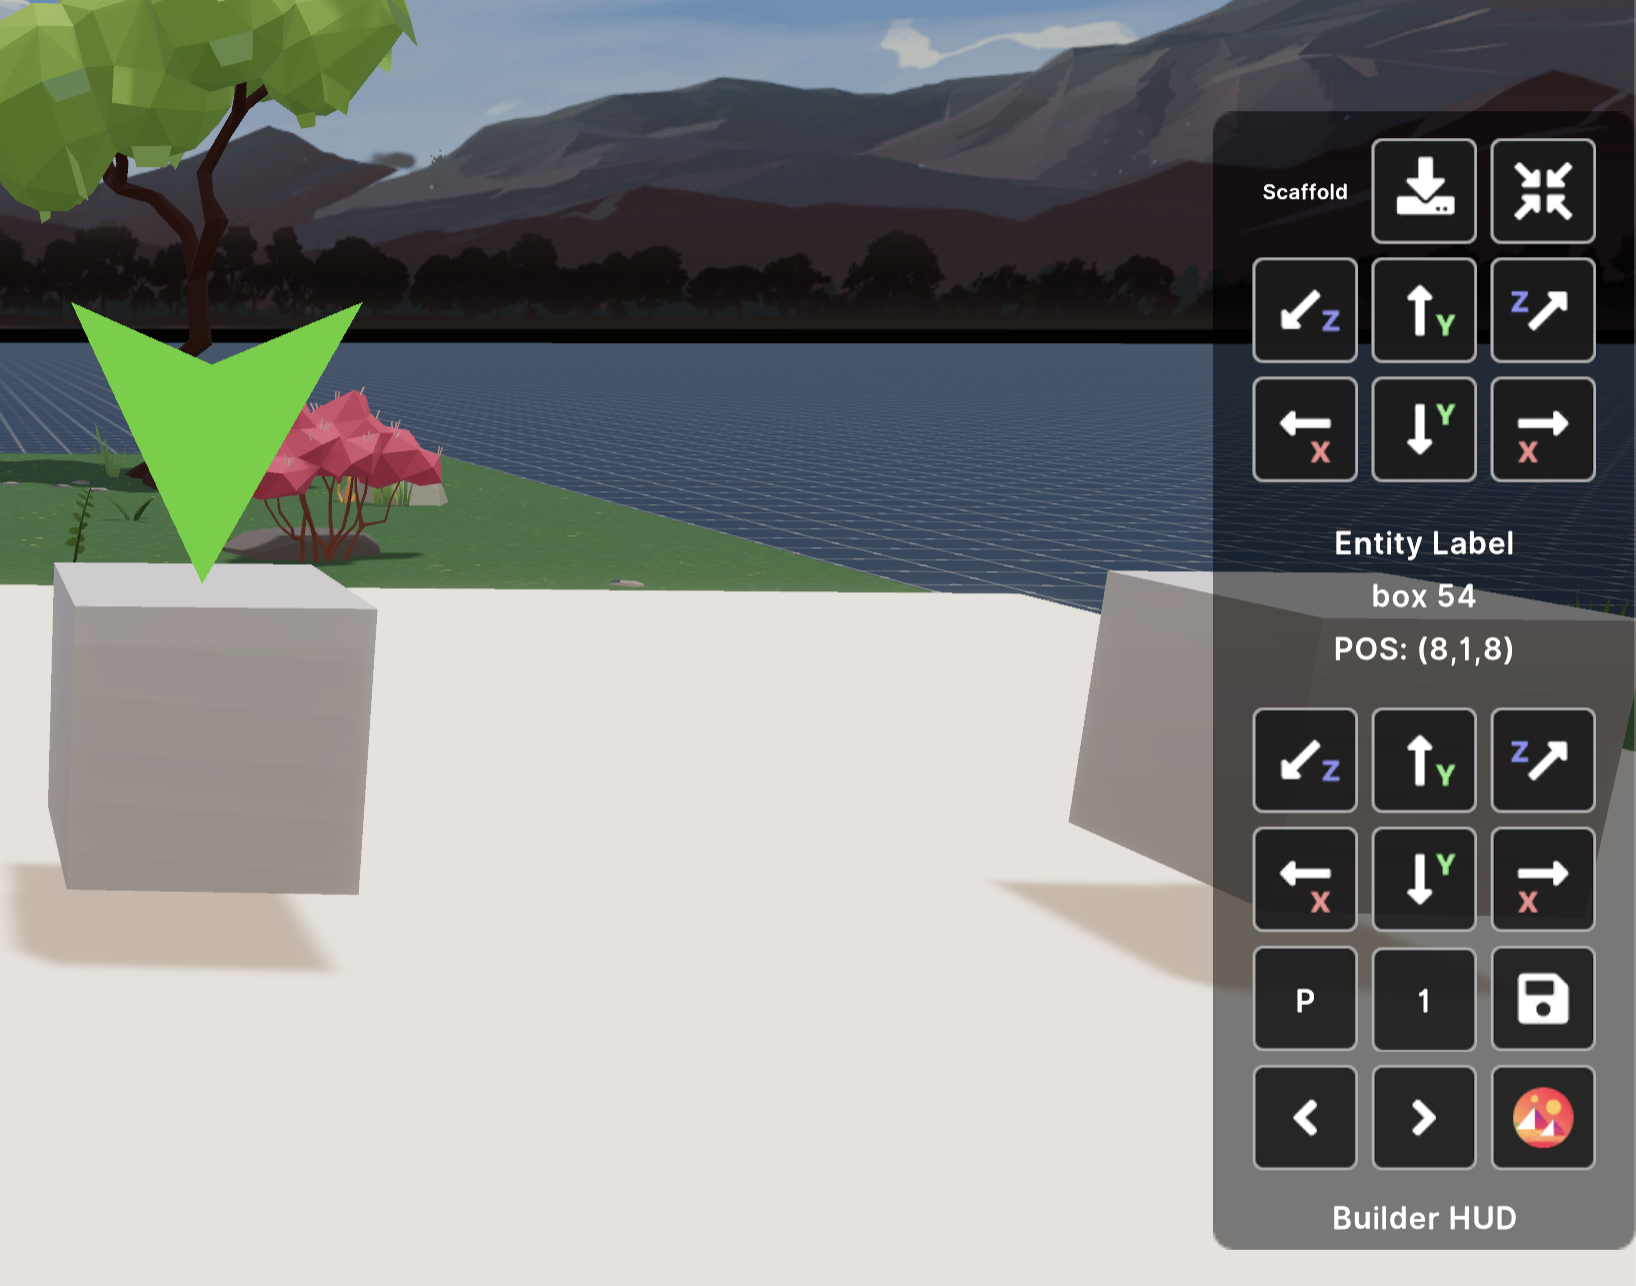 Scaffold
Z Y Z
X Y X
Entity Label
box 54
POS: (8,1,8)
Z Y Z
X Y X
P 1
< >
Builder HUD